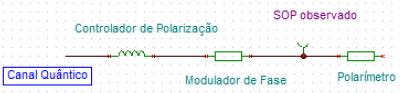 SOP observado
Controlador de Polarização
Canal Quântico
Modulador de Fase
Polarímetro